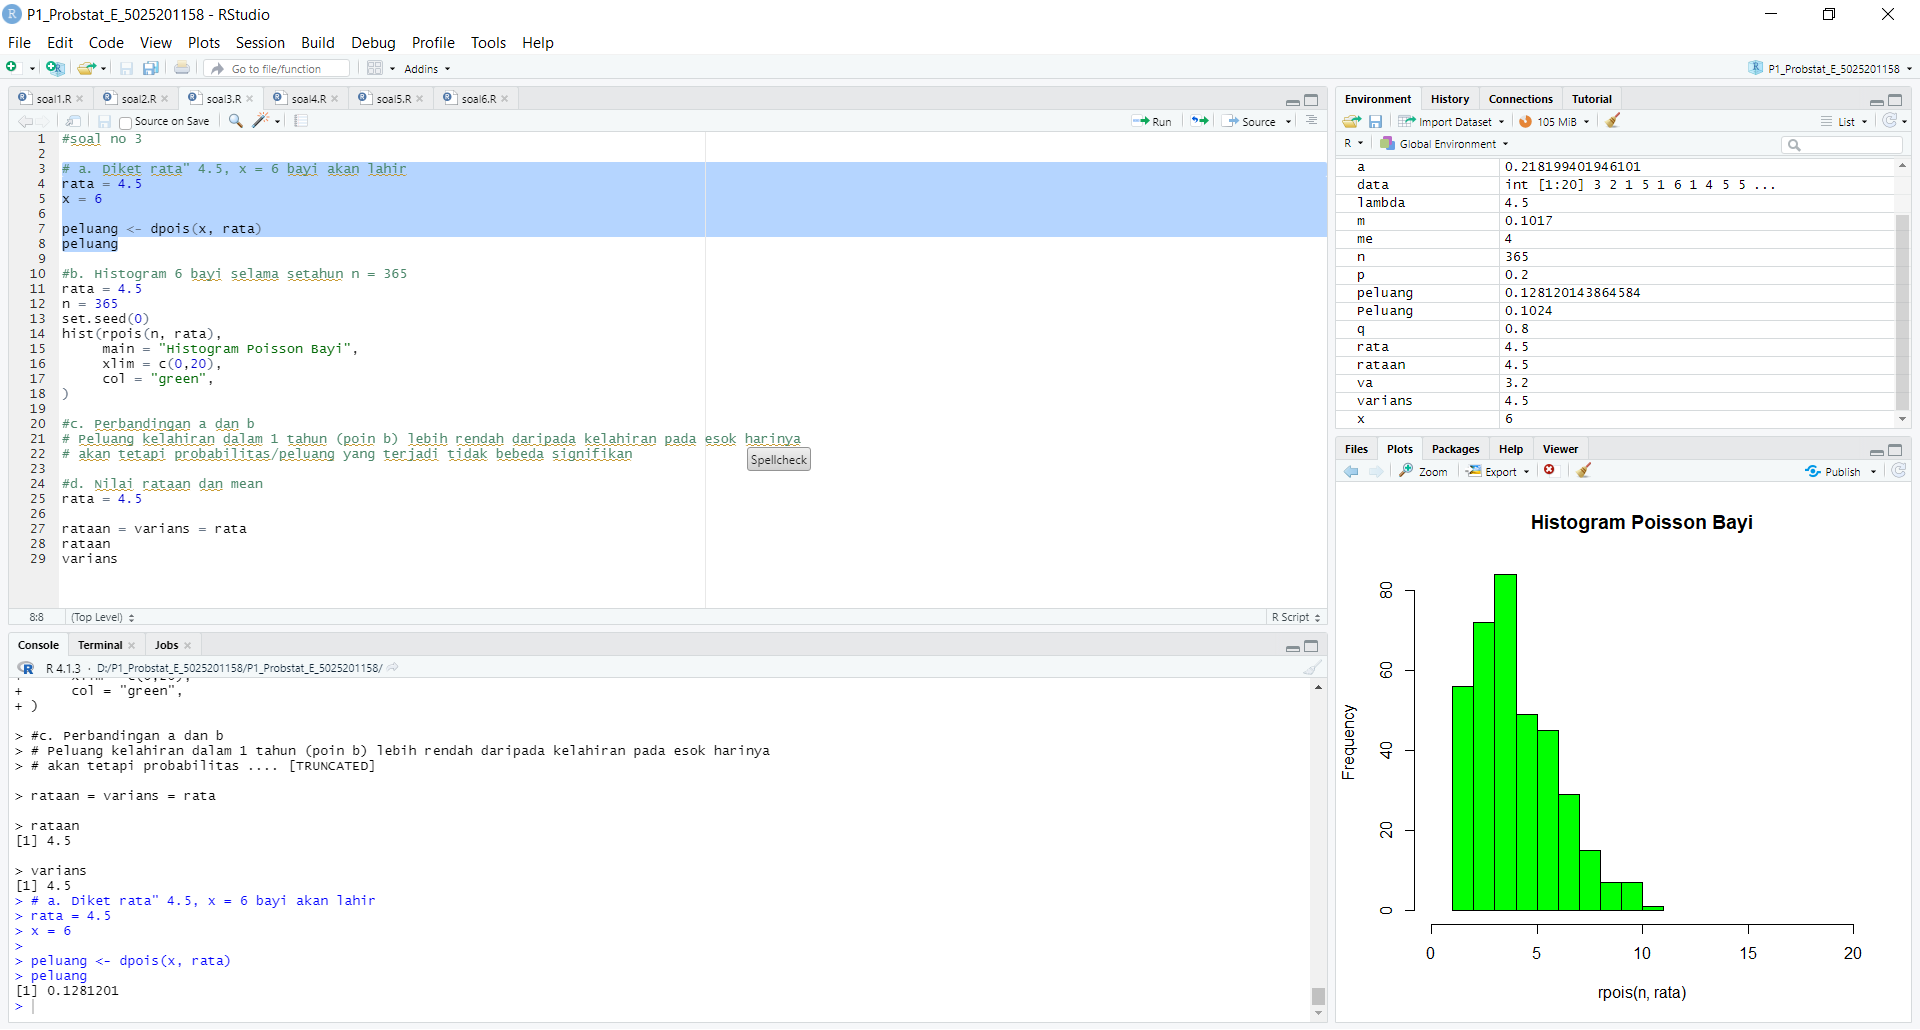 P1_Probstat_E_5025201158 - RStudio
File Edit Code View Plots Session Build Debug Profile Tools Help
Go to file/function Addins P1_Probstat_E_5025201158
soal1.R soal2.R soal3.R soal4.R soal5.R soal6.R
Source on Save Run Source
1 #soal no 3
2
3 # a. Diket rata" 4.5, x = 6 bayi akan lahir
4 rata = 4.5
5 x = 6
6
7 peluang <- dpois(x, rata)
8 peluang
9
10 #b. Histogram 6 bayi selama setahun n = 365
11 rata = 4.5
12 n = 365
13 set.seed(0)
14 hist(rpois(n, rata),
15 main = "Histogram Poisson Bayi",
16 xlim = c(0,20),
17 col = "green",
18 )
19
20 #c. Perbandingan a dan b
21 # Peluang kelahiran dalam 1 tahun (poin b) lebih rendah daripada kelahiran pada esok harinya
22 # akan tetapi probabilitas/peluang yang terjadi tidak bebeda signifikan
Spellcheck
23
24 #d. Nilai rataan dan mean
25 rata = 4.5
26
27 rataan = varians = rata
28 rataan
29 varians
8:8 (Top Level) R Script
Console Terminal Jobs
R 4.1.3 · D:/P1_Probstat_E_5025201158/P1_Probstat_E_5025201158/
+ xlim = c(0,20),
+ col = "green",
+ )
> #c. Perbandingan a dan b
> # Peluang kelahiran dalam 1 tahun (poin b) lebih rendah daripada kelahiran pada esok harinya
> # akan tetapi probabilitas .... [TRUNCATED]
> rataan = varians = rata
> rataan
[1] 4.5
> varians
[1] 4.5
> # a. Diket rata" 4.5, x = 6 bayi akan lahir
> rata = 4.5
> x = 6
>
> peluang <- dpois(x, rata)
> peluang
[1] 0.1281201
>
Environment History Connections Tutorial
Import Dataset 105 MiB List
R Global Environment
a 0.218199401946101
data int [1:20] 3 2 1 5 1 6 1 4 5 5 ...
lambda 4.5
m 0.1017
me 4
n 365
p 0.2
peluang 0.128120143864584
Peluang 0.1024
q 0.8
rata 4.5
rataan 4.5
va 3.2
varians 4.5
x 6
Files Plots Packages Help Viewer
Zoom Export Publish
Histogram Poisson Bayi
Frequency
80
60
40
20
0
0 5 10 15 20
rpois(n, rata)